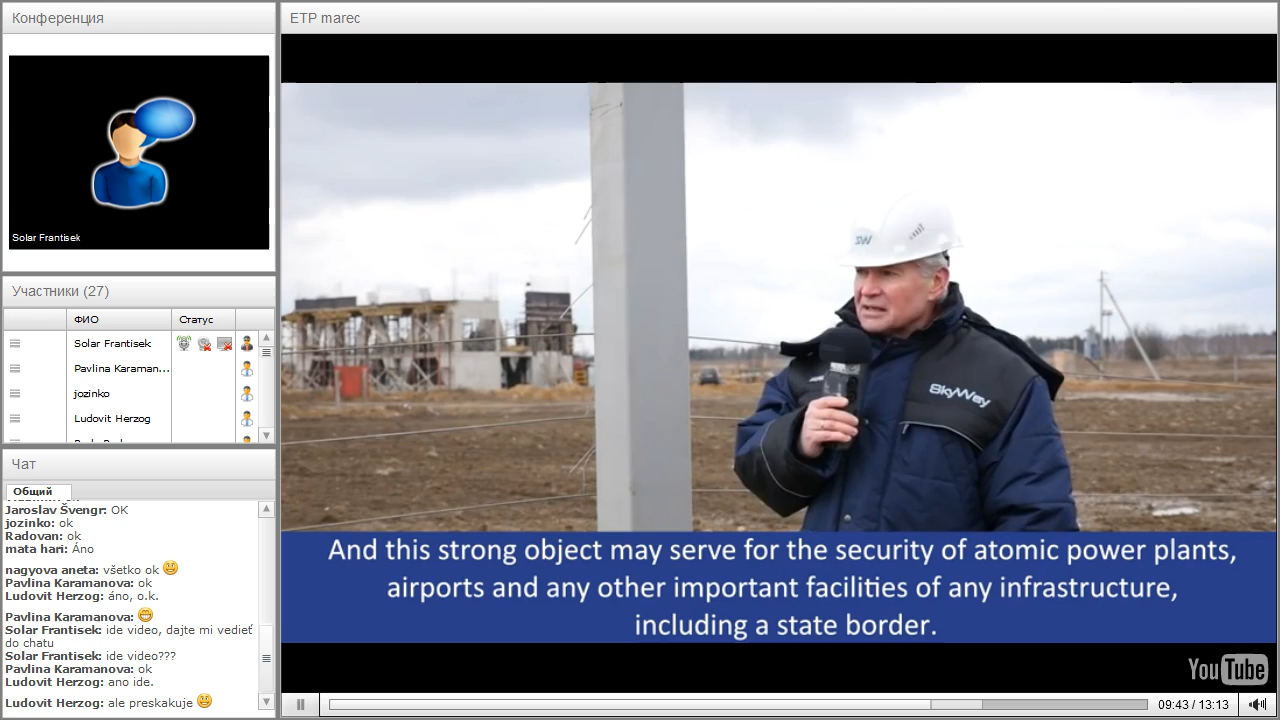 Конференция
Solar Frantisek
Участники (27)
ФИО Статус
Solar Frantisek
Pavlina Karaman...
jozinko
Ludovit Herzog
Чат
Общий
Jaroslav Švengr: OK
jozinko: ok
Radovan: ok
mata hari: Áno
nagyova aneta: všetko ok
Pavlina Karamanova: ok
Ludovit Herzog: áno, o.k.
Pavlina Karamanova:
Solar Frantisek: ide video, dajte mi vedieť
do chatu
Solar Frantisek: ide video???
Pavlina Karamanova: ok
Ludovit Herzog: ano ide.
Ludovit Herzog: ale preskakuje
ETP marec
SW
SkyWay
And this strong object may serve for the security of atomic power plants,
airports and any other important facilities of any infrastructure,
including a state border.
YouTube
09:43 / 13:13